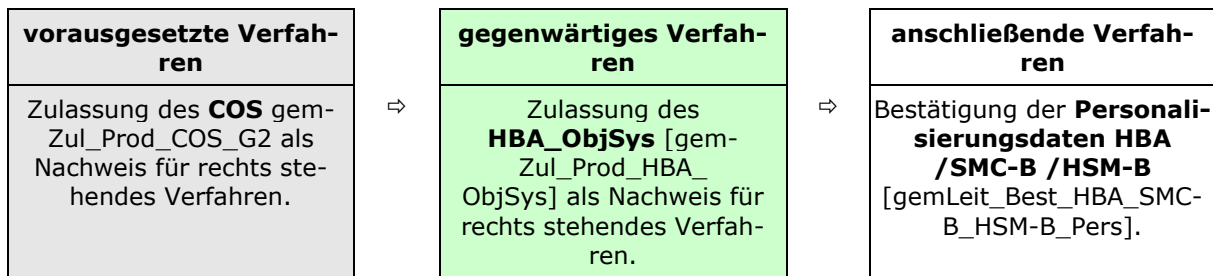 vorausgesetzte Verfah-
ren
Zulassung des COS gem-
Zul_Prod_COS_G2 als
Nachweis für rechts ste-
hendes Verfahren.
⇨
gegenwärtiges Verfah-
ren
Zulassung des
HBA_ObjSys [gem-
Zul_Prod_HBA_
ObjSys] als Nachweis für
rechts stehendes Verfah-
ren.
⇨
anschließende Verfah-
ren
Bestätigung der Personali-
sierungsdaten HBA
/SMC-B /HSM-B
[gemLeit_Best_HBA_SMC-
B_HSM-B_Pers].